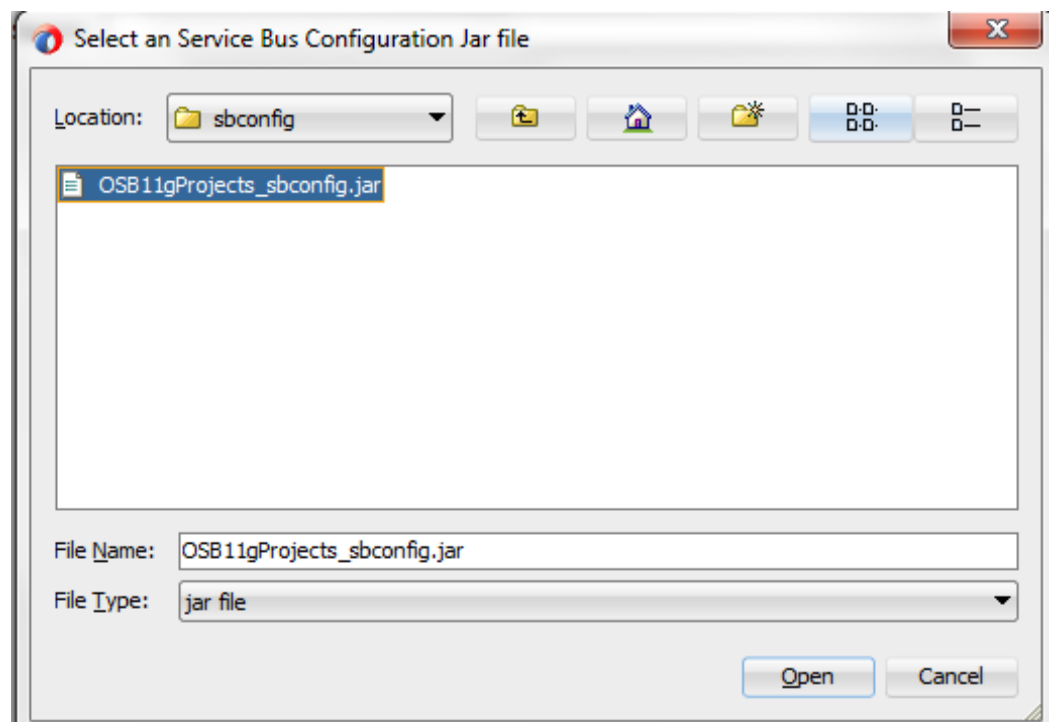 Select an Service Bus Configuration Jar file
Location: sbconfig
OSB11gProjects_sbconfig.jar
File Name: OSB11gProjects_sbconfig.jar
File Type: jar file
Open Cancel